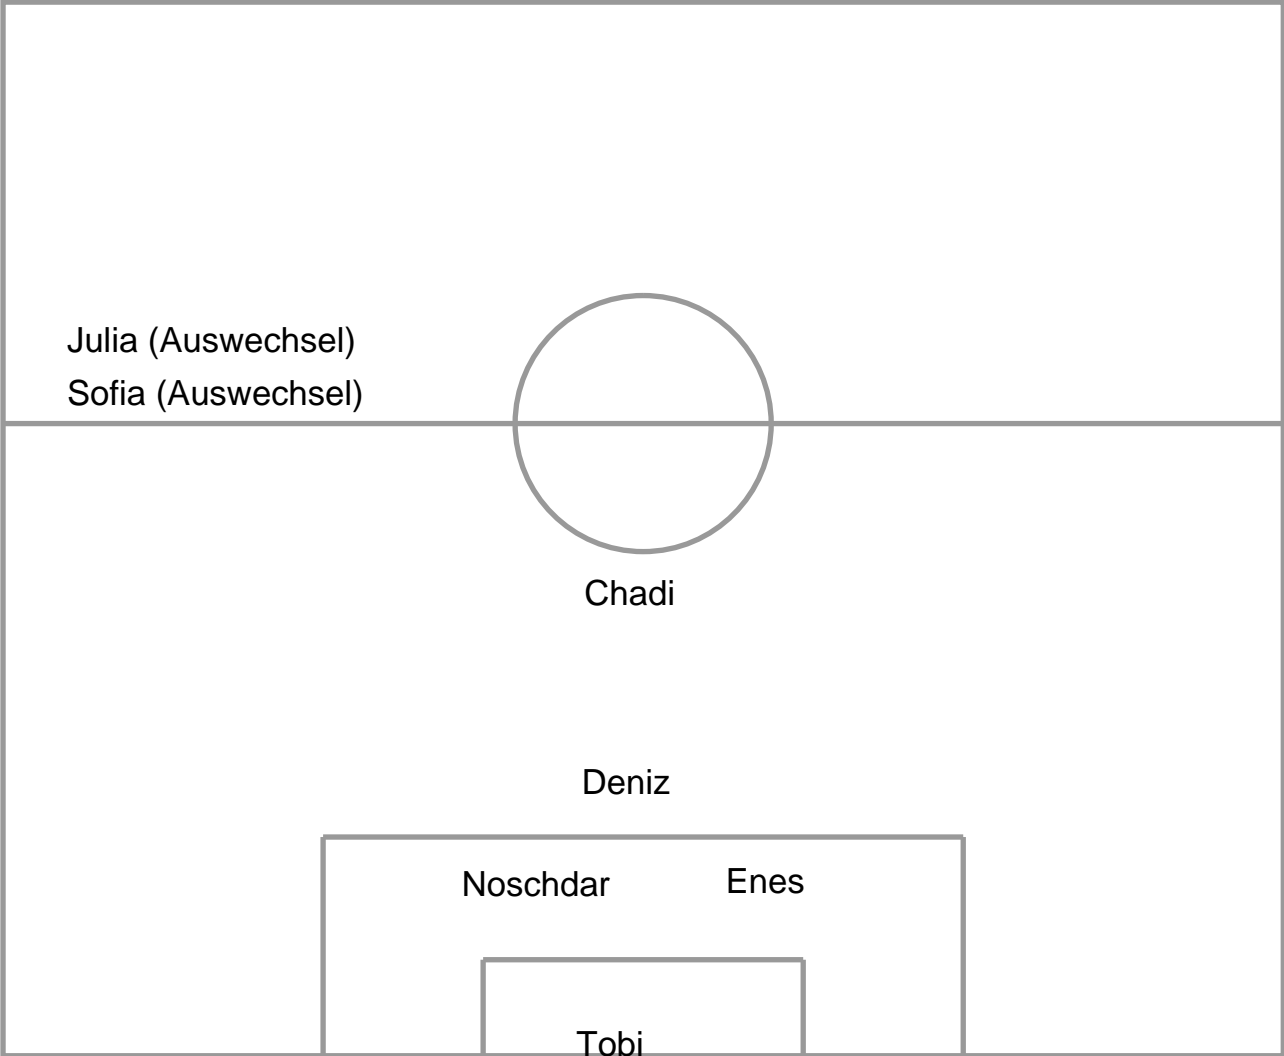 Julia (Auswechsel)
Sofia (Auswechsel)
Chadi
Deniz
Noschdar
Enes
Tobi